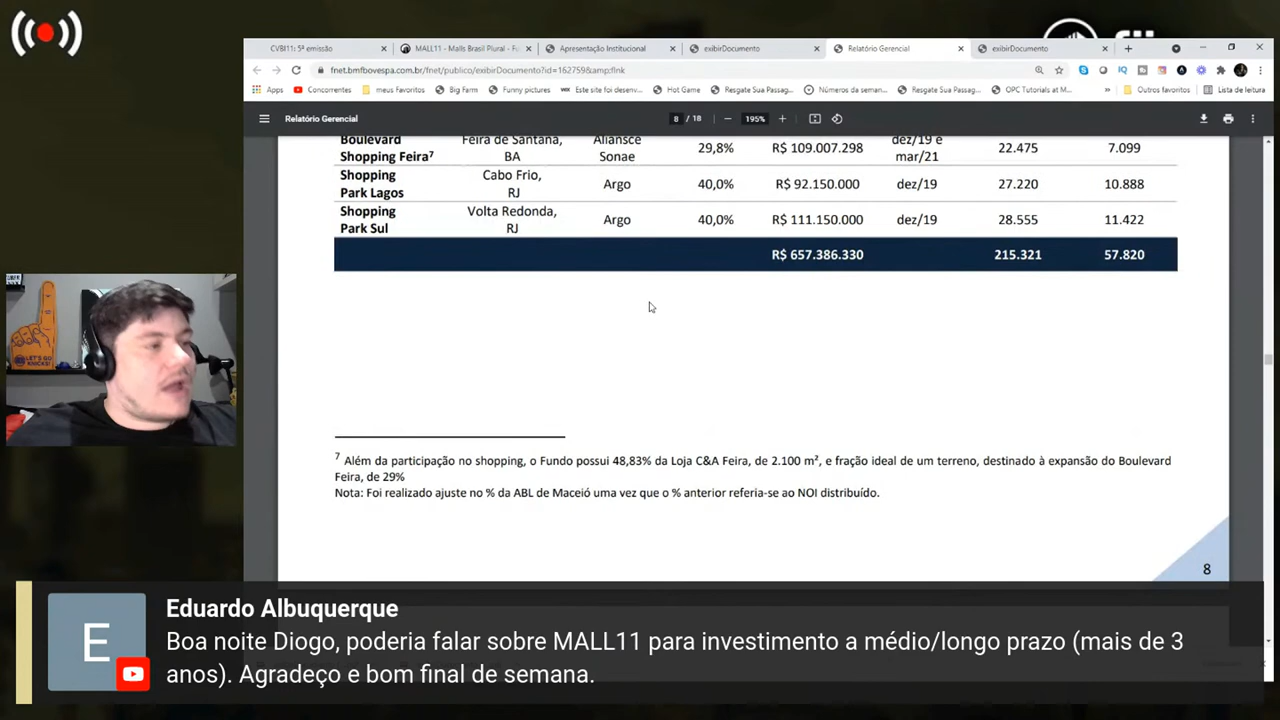 CVBI11: 5ª emissão
MALL11 - Malls Brasil Plural - Fu
Apresentação Institucional
exibirDocumento
Relatório Gerencial
exibirDocumento
fnet.bmfbovespa.com.br/fnet/publico/exibirDocumento?id=162759&amp;flnk
Apps
Concorrentes
meus Favoritos
Big Farm
Funny pictures
Este site foi desenv...
Hot Game
Resgate Sua Passag...
Números da seman...
Resgate Sua Passag...
OPC Tutorials at M...
Outros favoritos
Lista de leitura
Relatório Gerencial
8 / 18
195%
Boulevard Feira de Santana, Aliansce dez/19 e
Shopping Feira⁷ BA Sonae 29,8% R$ 109.007.298 mar/21 22.475 7.099
Shopping Cabo Frio,
Park Lagos RJ Argo 40,0% R$ 92.150.000 dez/19 27.220 10.888
Shopping Volta Redonda,
Park Sul RJ Argo 40,0% R$ 111.150.000 dez/19 28.555 11.422
R$ 657.386.330 215.321 57.820
⁷ Além da participação no shopping, o Fundo possui 48,83% da Loja C&A Feira, de 2.100 m², e fração ideal de um terreno, destinado à expansão do Boulevard
Feira, de 29%
Nota: Foi realizado ajuste no % da ABL de Maceió uma vez que o % anterior referia-se ao NOI distribuído.
8
LET'S GO
KNICKS!
E
Eduardo Albuquerque
Boa noite Diogo, poderia falar sobre MALL11 para investimento a médio/longo prazo (mais de 3
anos). Agradeço e bom final de semana.